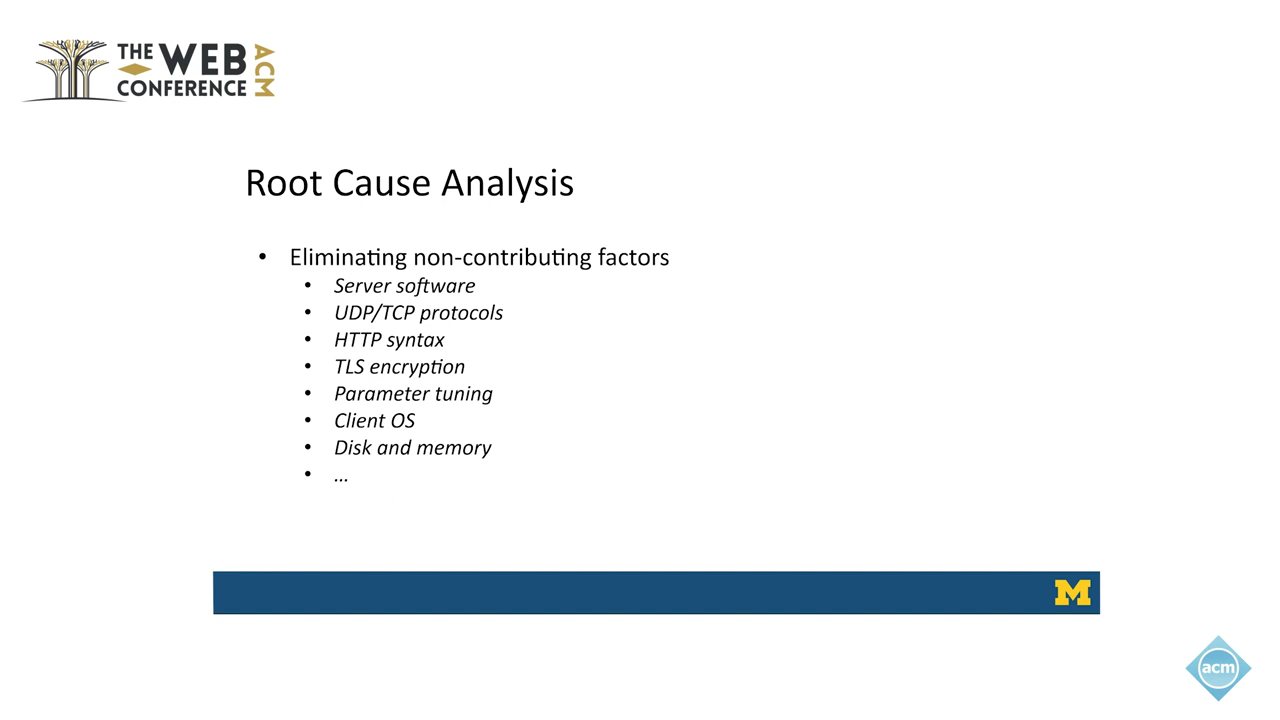 THE WEB
CONFERENCE
ACM
Root Cause Analysis
• Eliminating non-contributing factors
• Server software
• UDP/TCP protocols
• HTTP syntax
• TLS encryption
• Parameter tuning
• Client OS
• Disk and memory
• ...
M
acm